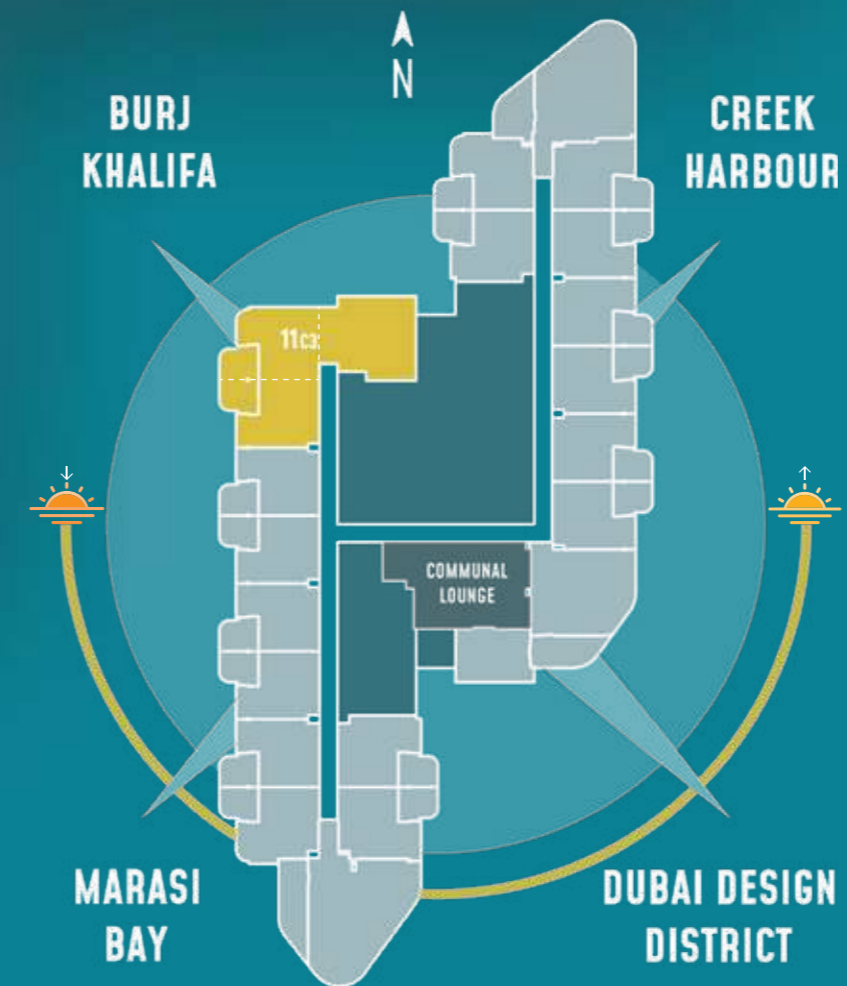 N
BURJ
KHALIFA
CREEK
HARBOUR
11C3
COMMUNAL
LOUNGE
MARASI
BAY
DUBAI DESIGN
DISTRICT